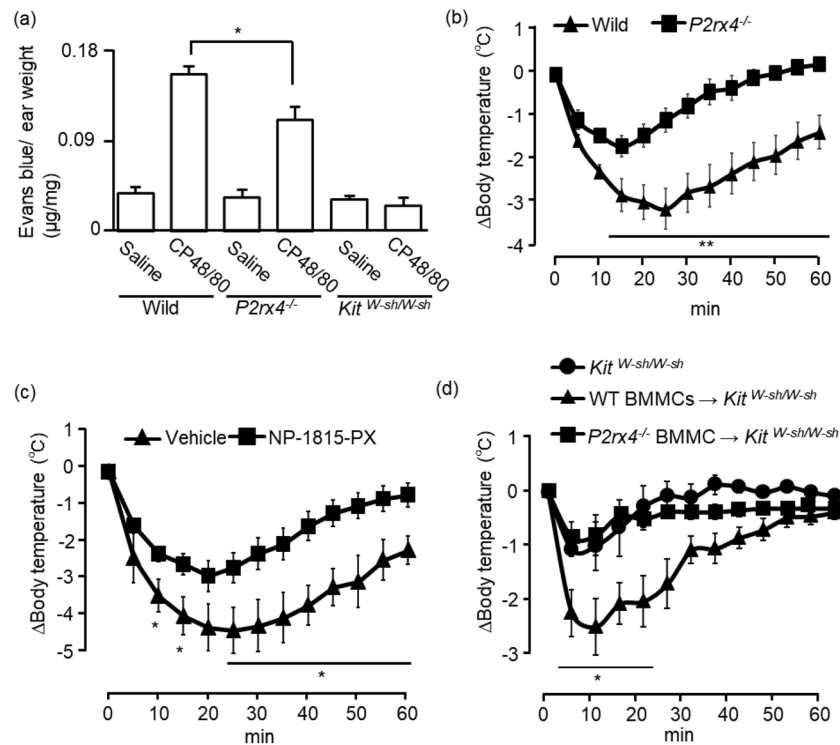 (a)
*
0.18
0.09
0
Evans blue/ ear weight
(µg/mg)
Saline
CP48/80
Saline
CP48/80
Saline
CP48/80
Wild
P2rx4-/-
Kit W-sh/W-sh
(b)
Wild P2rx4-/-
1
0
-1
-2
-3
-4
ΔBody temperature (°C)
**
0 10 20 30 40 50 60
min
(c)
Vehicle NP-1815-PX
1
0
-1
-2
-3
-4
-5
ΔBody temperature (°C)
*
*
*
0 10 20 30 40 50 60
min
(d)
Kit W-sh/W-sh
WT BMMCs → Kit W-sh/W-sh
P2rx4-/- BMMC → Kit W-sh/W-sh
1
0
-1
-2
-3
ΔBody temperature (°C)
*
0 10 20 30 40 50 60
min